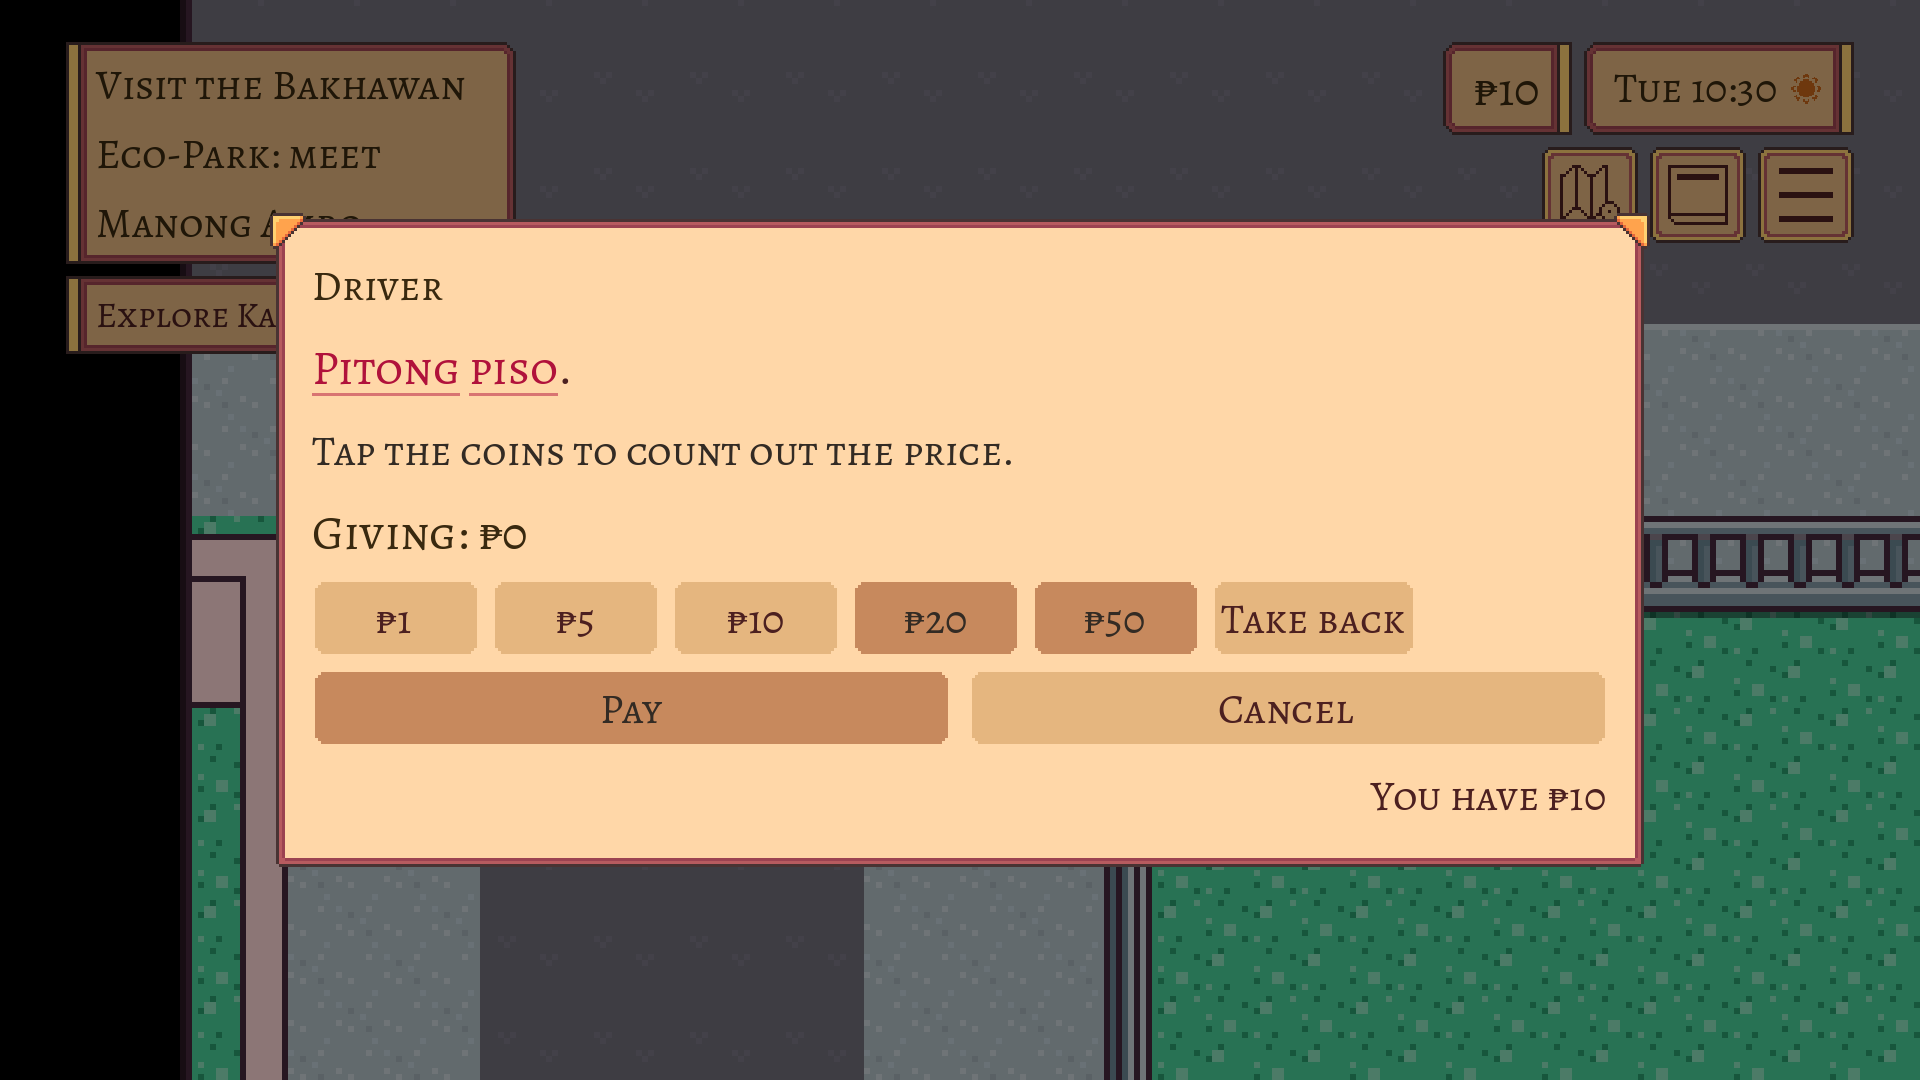 Visit the Bakhawan
Eco-Park: meet
Manong
Explore
₱10
Tue 10:30
Driver
Pitong piso.
Tap the coins to count out the price.
Giving: ₱0
₱1 ₱5 ₱10 ₱20 ₱50 Take back
Pay Cancel
You have ₱10